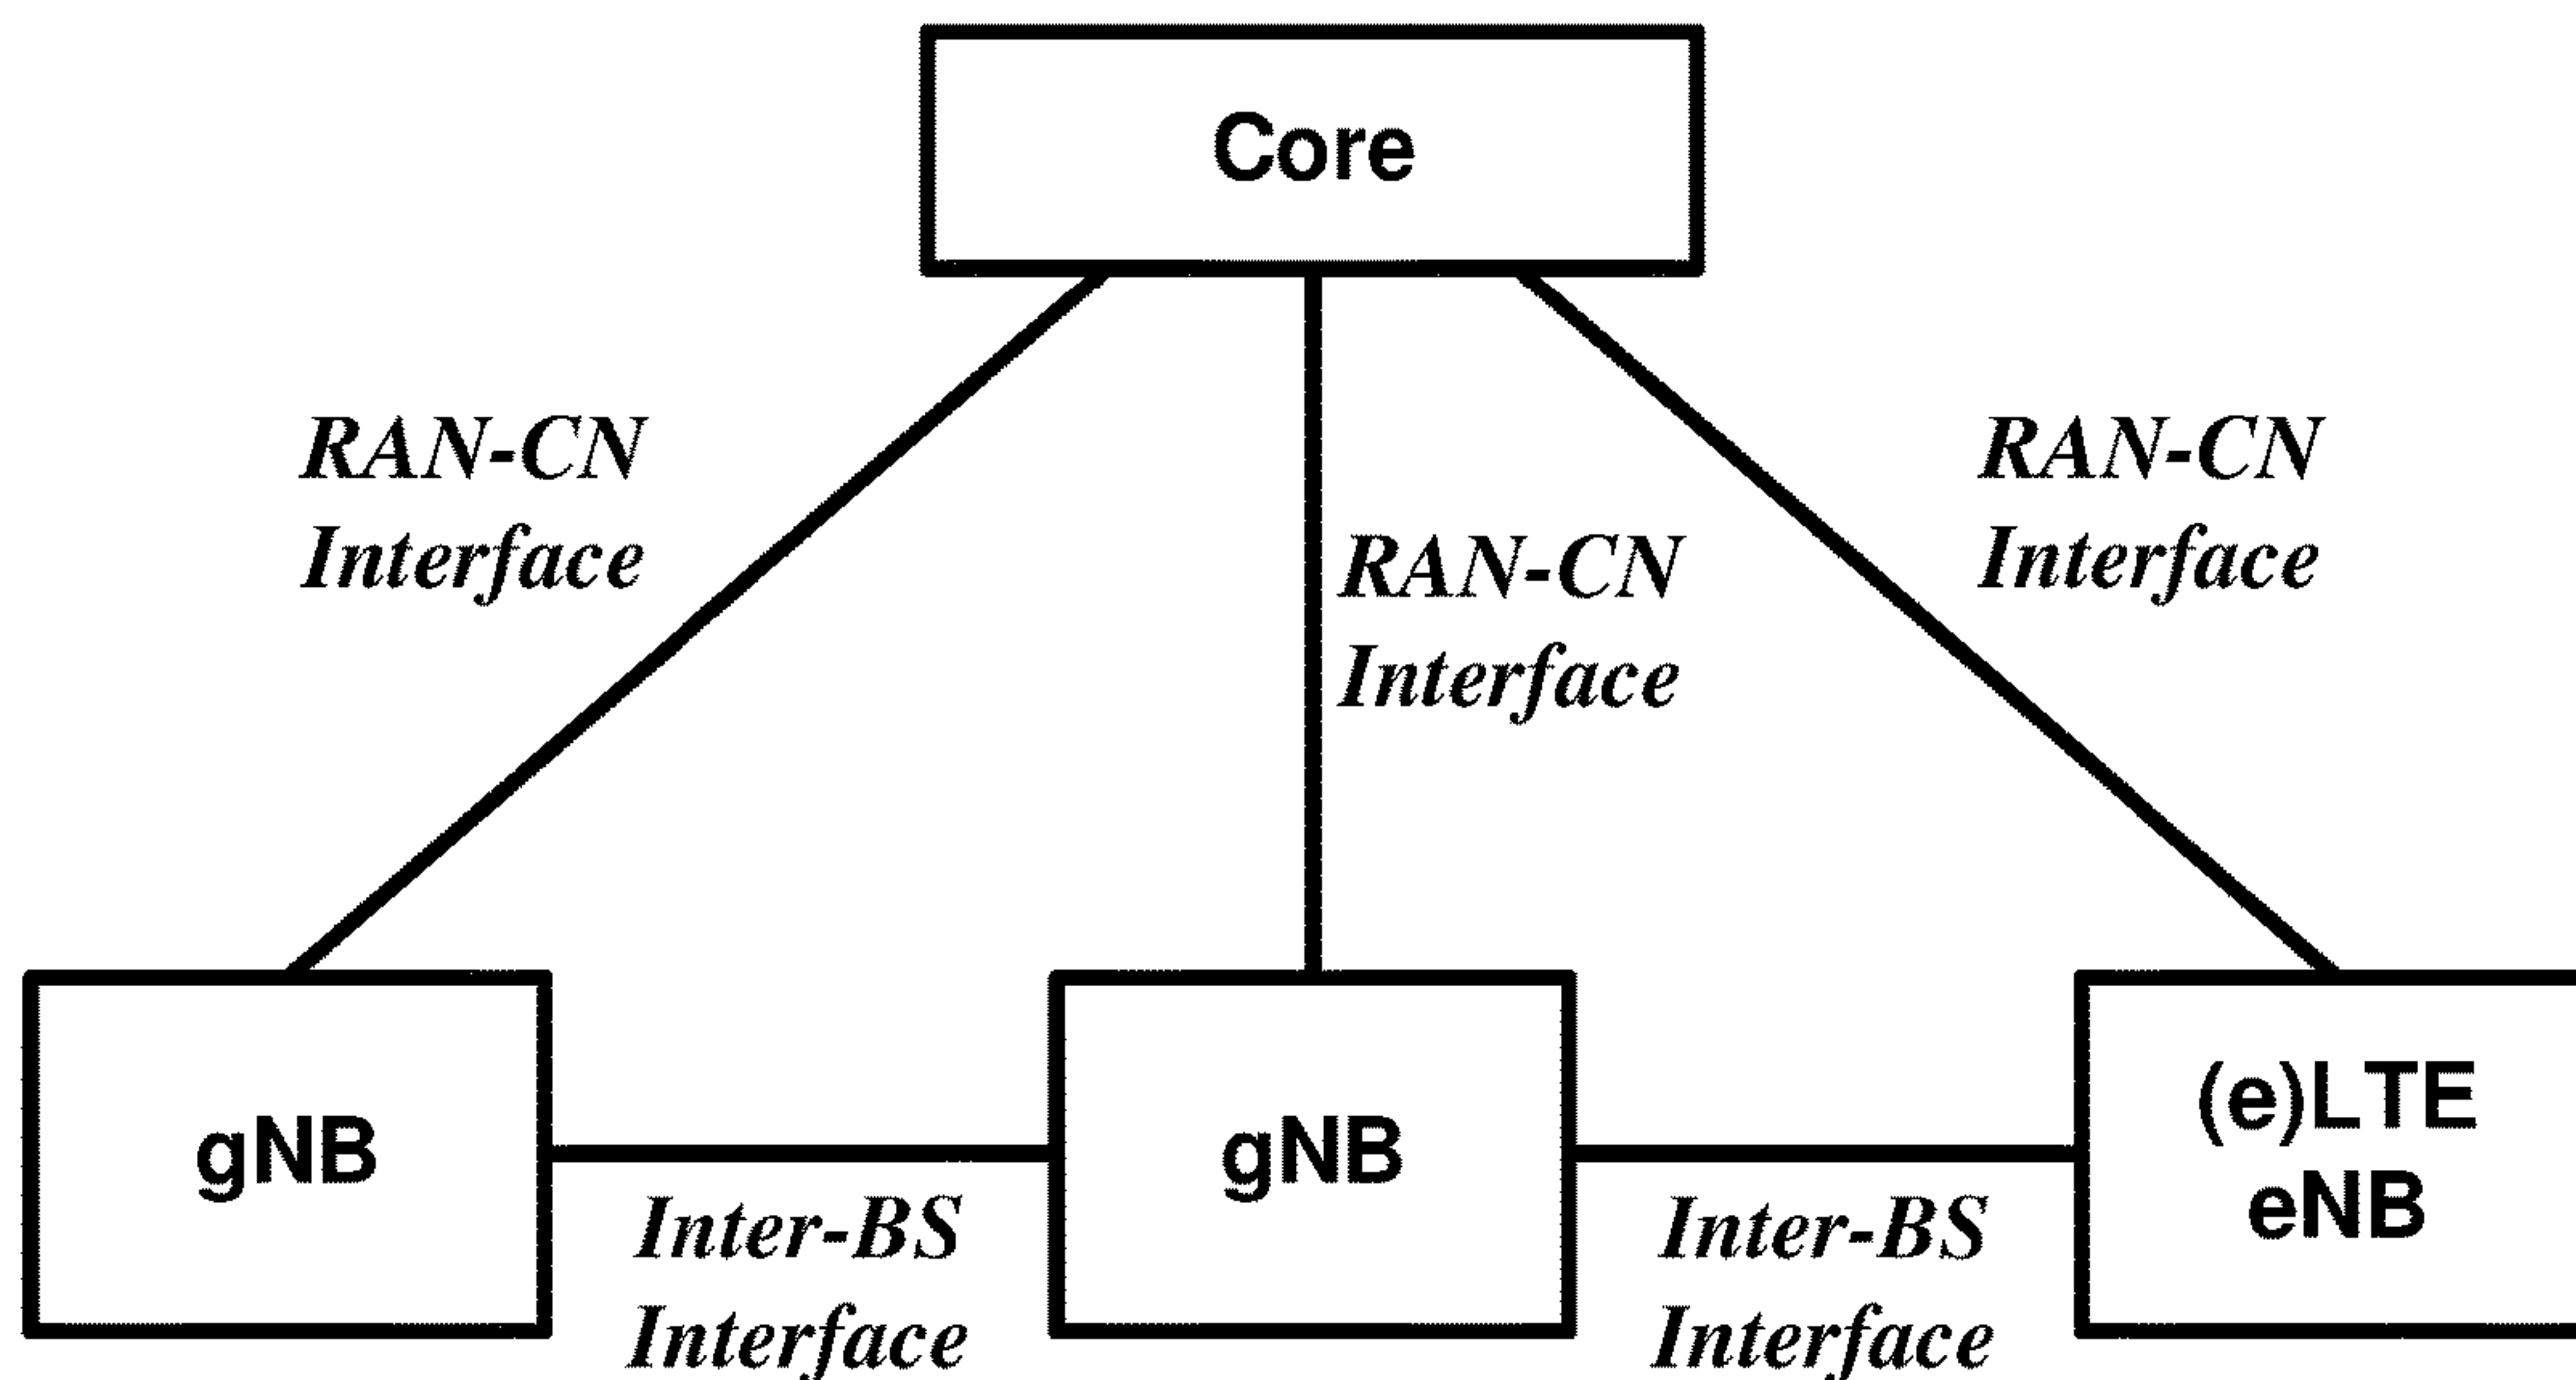 Core
RAN-CN
Interface
RAN-CN
Interface
RAN-CN
Interface
gNB
gNB
(e)LTE
eNB
Inter-BS
Interface
Inter-BS
Interface